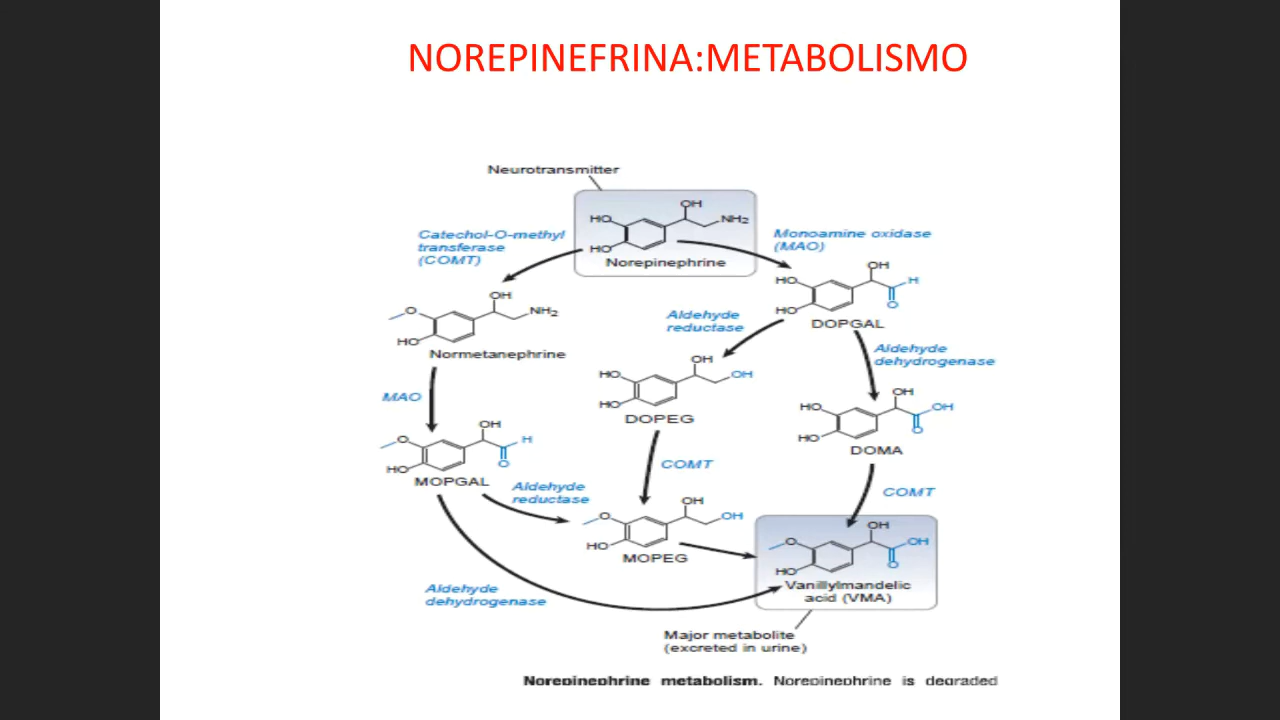 NOREPINEFRINA:METABOLISMO
Neurotransmitter
OH
HO
NH2
HO
Norepinephrine
Catechol-O-methyl
transferase
(COMT)
Monoamine oxidase
(MAO)
OH
O
NH2
HO
Normetanephrine
OH
HO
H
HO
O
DOPGAL
Aldehyde
reductase
Aldehyde
dehydrogenase
MAO
OH
HO
OH
HO
DOPEG
OH
HO
OH
HO
O
DOMA
OH
O
H
HO
O
MOPGAL
COMT
COMT
Aldehyde
reductase
OH
O
OH
HO
MOPEG
OH
O
OH
HO
O
Vanillylmandelic
acid (VMA)
Aldehyde
dehydrogenase
Major metabolite
(excreted in urine)
Norepinephrine metabolism. Norepinephrine is degraded